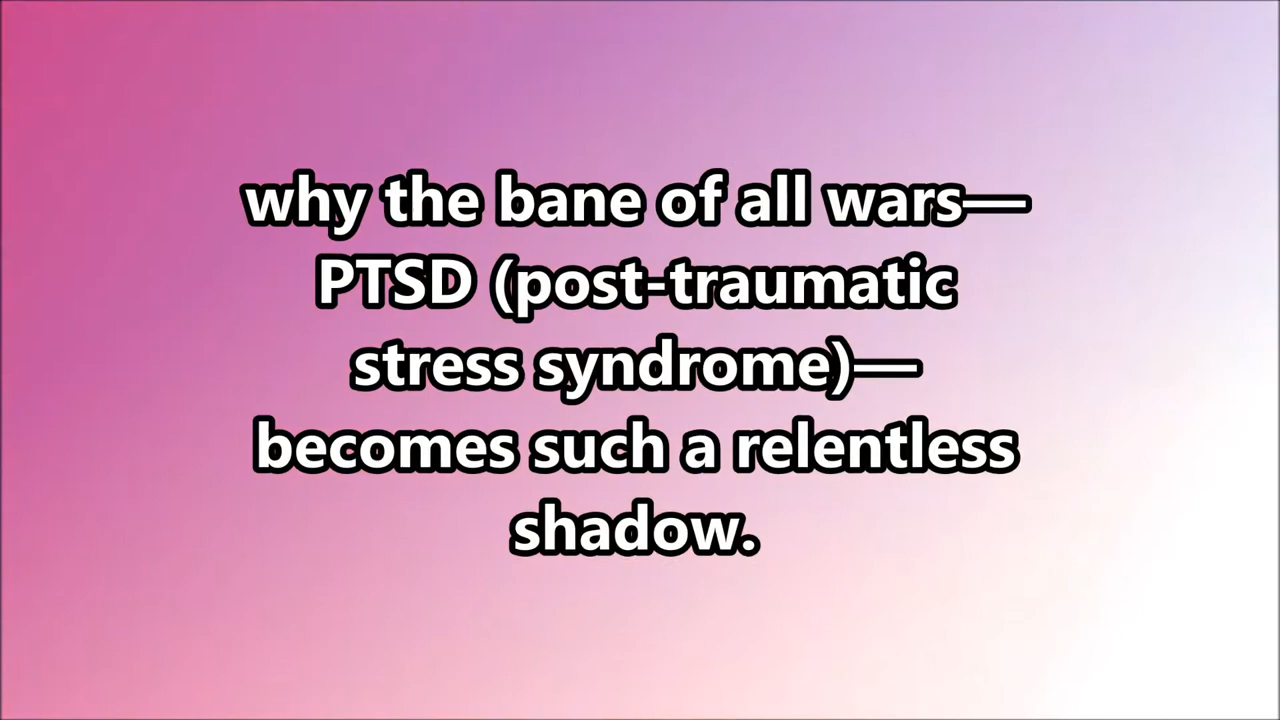 why the bane of all wars—
PTSD (post-traumatic
stress syndrome)—
becomes such a relentless
shadow.